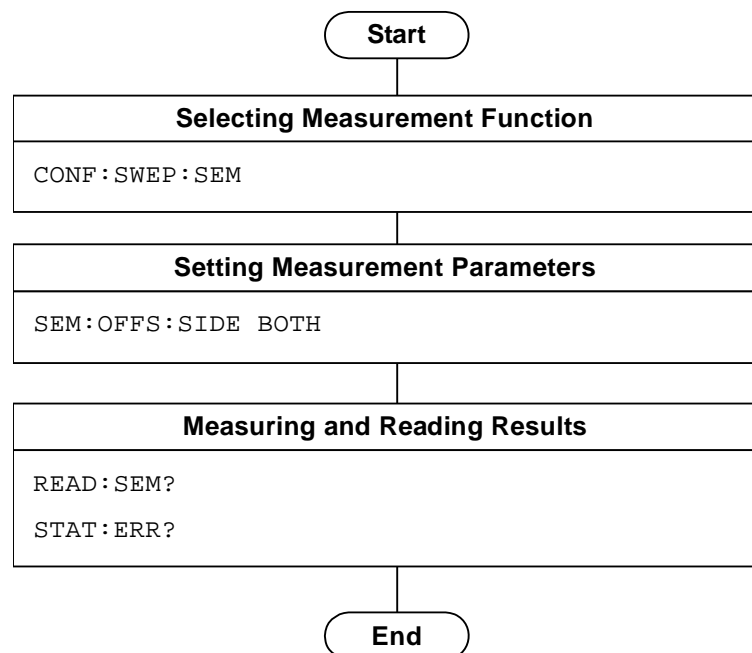 Start
Selecting Measurement Function
CONF:SWEP:SEM
Setting Measurement Parameters
SEM:OFFS:SIDE BOTH
Measuring and Reading Results
READ:SEM?
STAT:ERR?
End